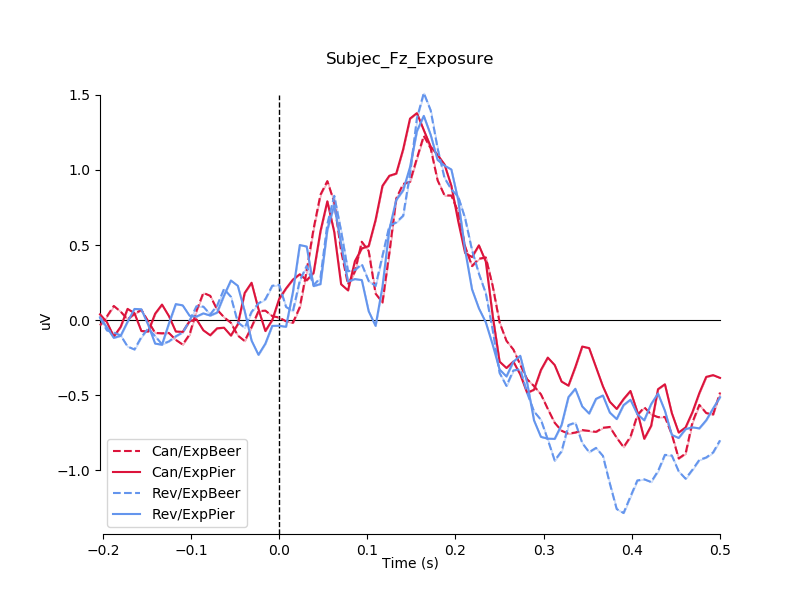 Subjec_Fz_Exposure
1.5
1.0
0.5
0.0
−0.5
−1.0
uV
Can/ExpBeer
Can/ExpPier
Rev/ExpBeer
Rev/ExpPier
−0.2 −0.1 0.0 0.1 0.2 0.3 0.4 0.5
Time (s)